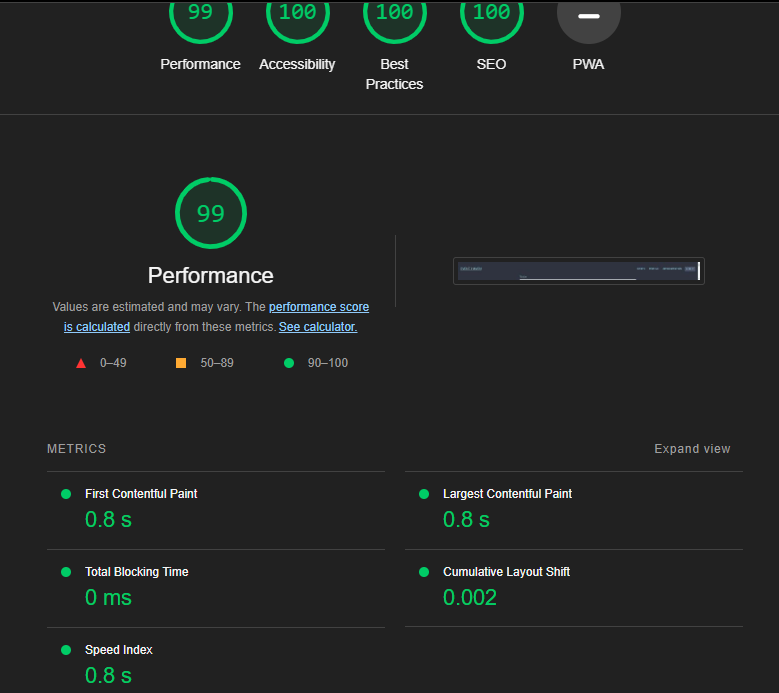 99 100 100 100
Performance Accessibility Best Practices SEO PWA
99
Performance
Values are estimated and may vary. The performance score
is calculated directly from these metrics. See calculator.
0–49 50–89 90–100
METRICS Expand view
First Contentful Paint
0.8 s
Largest Contentful Paint
0.8 s
Total Blocking Time
0 ms
Cumulative Layout Shift
0.002
Speed Index
0.8 s